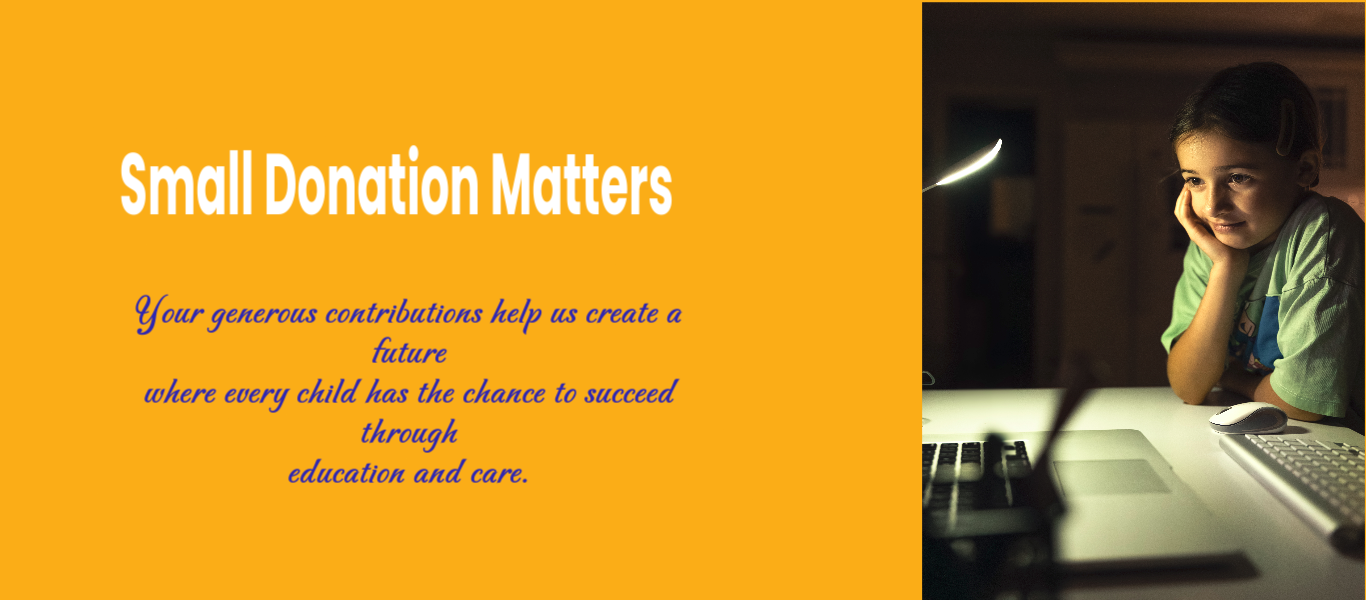 Small Donation Matters
Your generous contributions help us create a
future
where every child has the chance to succeed
through
education and care.